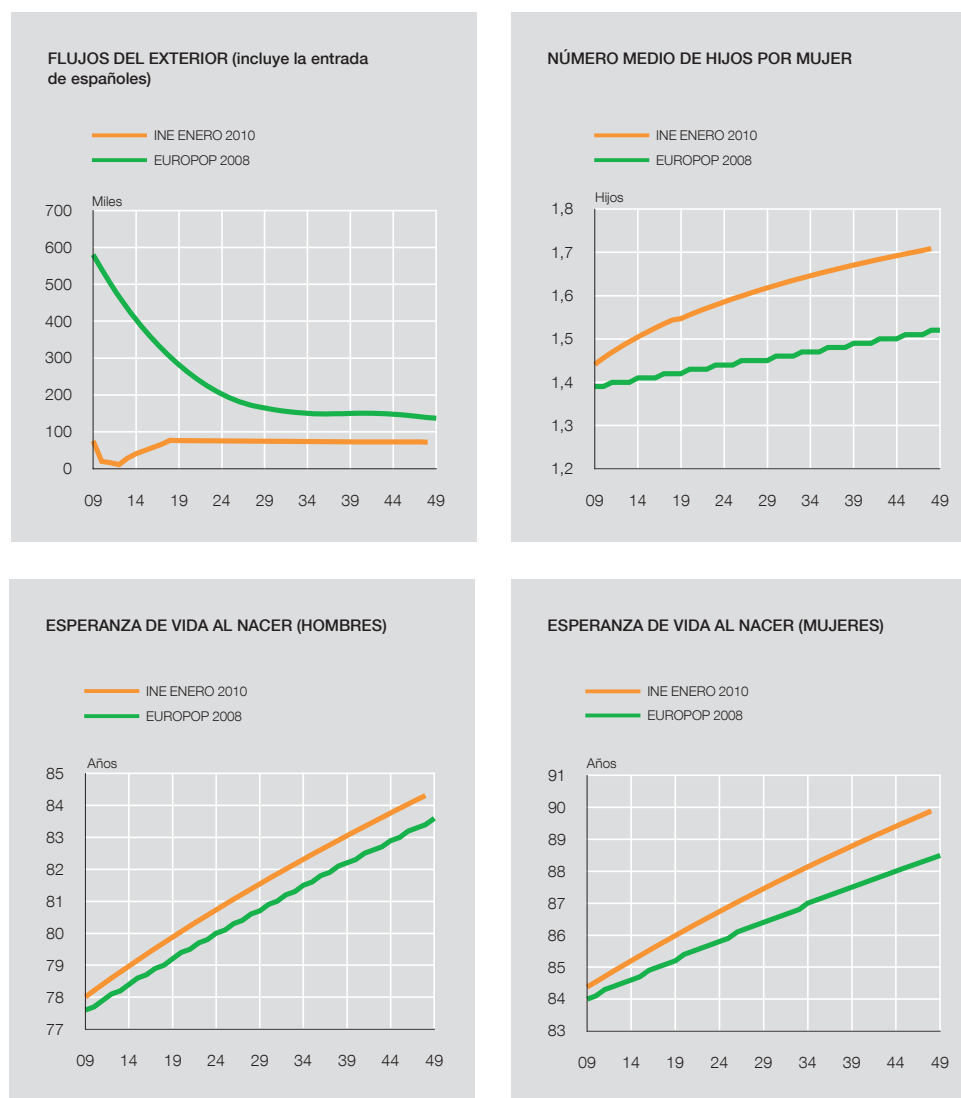 FLUJOS DEL EXTERIOR (incluye la entrada
de españoles)
INE ENERO 2010
EUROPOP 2008
Miles
700
600
500
400
300
200
100
0
09 14 19 24 29 34 39 44 49
NÚMERO MEDIO DE HIJOS POR MUJER
INE ENERO 2010
EUROPOP 2008
Hijos
1,8
1,7
1,6
1,5
1,4
1,3
1,2
09 14 19 24 29 34 39 44 49
ESPERANZA DE VIDA AL NACER (HOMBRES)
INE ENERO 2010
EUROPOP 2008
Años
85
84
83
82
81
80
79
78
77
09 14 19 24 29 34 39 44 49
ESPERANZA DE VIDA AL NACER (MUJERES)
INE ENERO 2010
EUROPOP 2008
Años
91
90
89
88
87
86
85
84
83
09 14 19 24 29 34 39 44 49